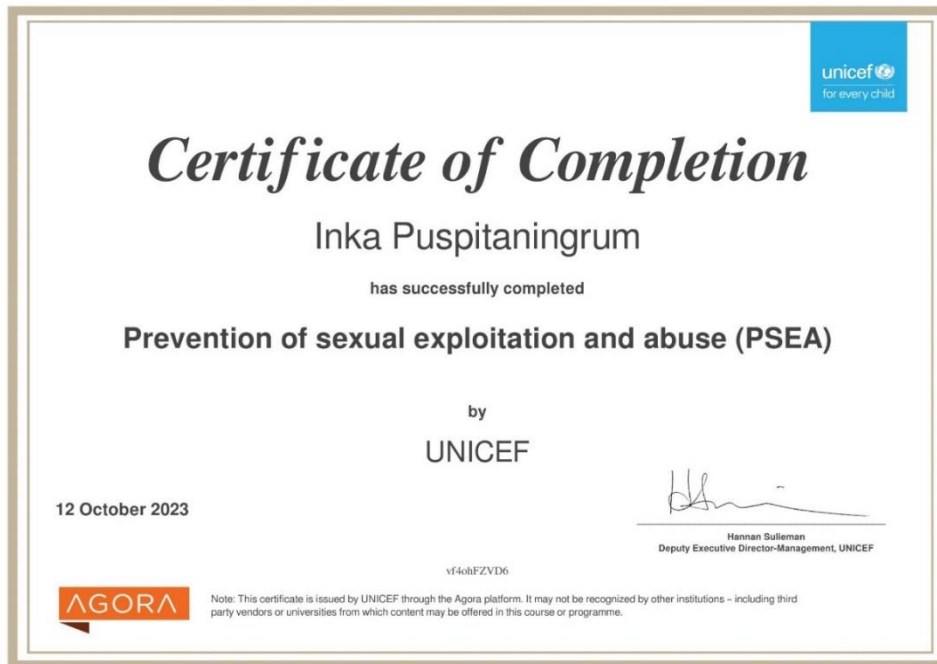 unicef
for every child
Certificate of Completion
Inka Puspitaningrum
has successfully completed
Prevention of sexual exploitation and abuse (PSEA)
by
UNICEF
12 October 2023
Hannan Sulieman
Deputy Executive Director-Management, UNICEF
vf4ohFZVD6
AGORA
Note: This certificate is issued by UNICEF through the Agora platform. It may not be recognized by other institutions – including third
party vendors or universities from which content may be offered in this course or programme.